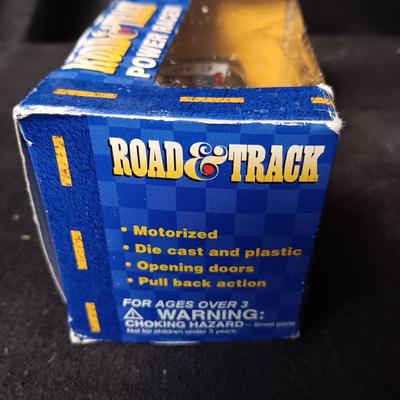 ROAD & TRACK
POWER RACER
ROAD & TRACK
• Motorized
• Die cast and plastic
• Opening doors
• Pull back action
FOR AGES OVER 3
⚠ WARNING:
CHOKING HAZARD – Small parts
Not for children under 3 years.